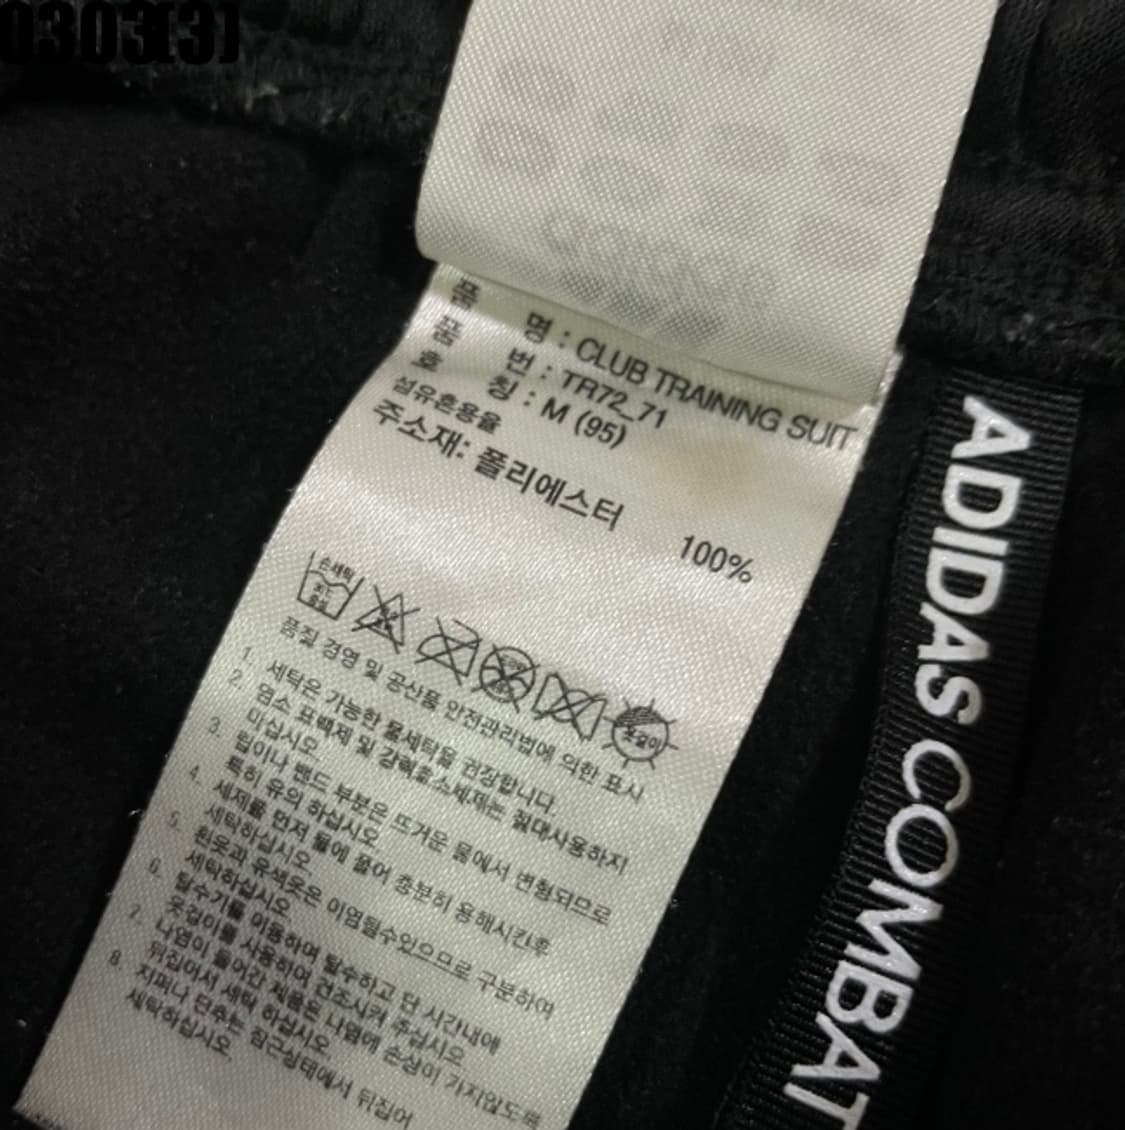 0303(3)
품 명 : CLUB TRAINING SUIT
품 번 : TR72_71
호 칭 : M (95)
섬유혼용율
주소재: 폴리에스터 100%
손세탁
옷걸이
품질 경영 및 공산품 안전관리법에 의한 표시
1. 세탁은 가능한 물세탁을 권장합니다.
2. 염소 표백제 및 강력효소세제는 절대사용하지
마십시오
3. 립이나 밴드 부분은 뜨거운 물에서 변형되므로
특히 유의 하십시오
4. 세제를 먼저 물에 풀어 충분히 용해시킨후
세탁하십시오
5. 흰옷과 유색옷은 이염될수있으므로 구분하여
세탁하십시오
6. 탈수기를 이용하며 탈수하고 단 시간내에
옷걸이를 사용하여 건조시켜 주십시오
7. 나염이 들어간 제품은 나염에 손상이 가지않도록
뒤집어서 세탁 하십시오
8. 지퍼나 단추는 잠근상태에서 뒤집어
세탁하십시오
ADIDAS COMBAT